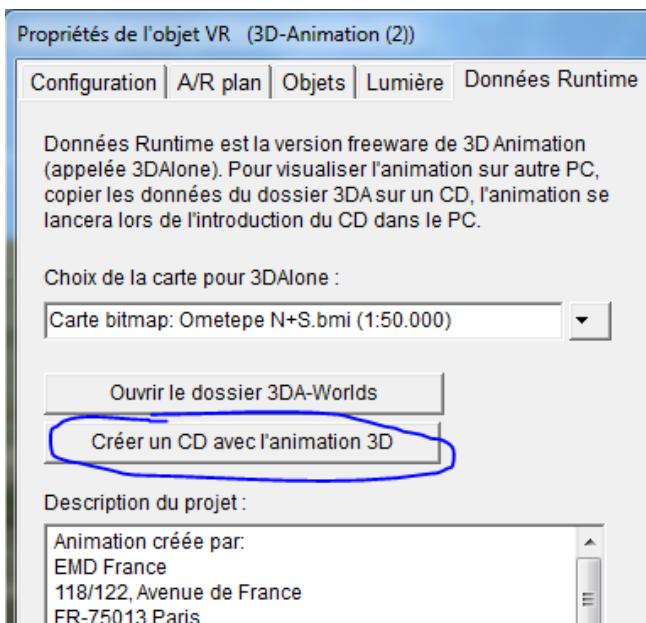 Propriétés de l'objet VR (3D-Animation (2))
Configuration A/R plan Objets Lumière Données Runtime
Données Runtime est la version freeware de 3D Animation
(appelée 3DAlone). Pour visualiser l'animation sur autre PC,
copier les données du dossier 3DA sur un CD, l'animation se
lancera lors de l'introduction du CD dans le PC.
Choix de la carte pour 3DAlone :
Carte bitmap: Ometepe N+S.bmi (1:50.000)
Ouvrir le dossier 3DA-Worlds
Créer un CD avec l'animation 3D
Description du projet :
Animation créée par:
EMD France
118/122, Avenue de France
FR-75013 Paris